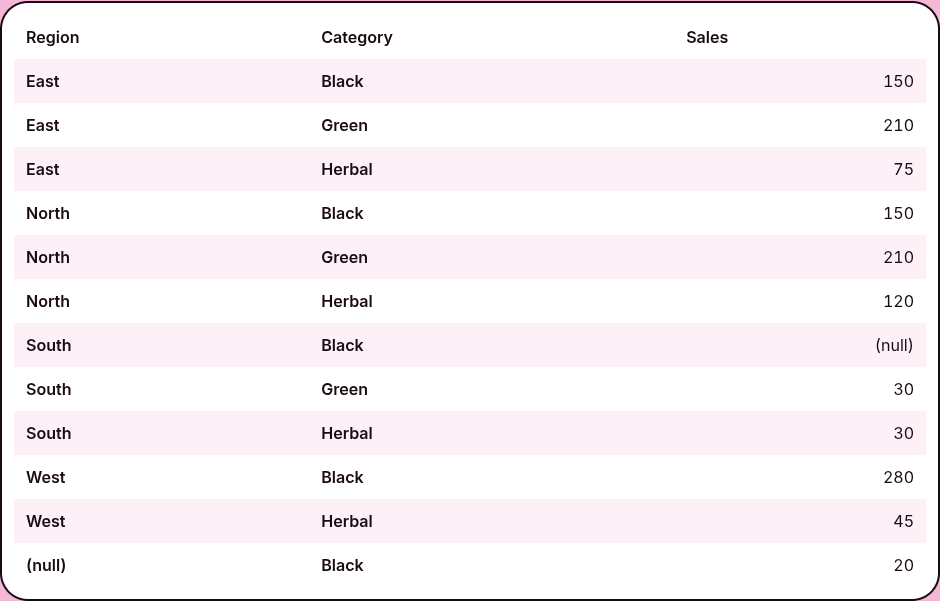 Region Category Sales
East Black 150
East Green 210
East Herbal 75
North Black 150
North Green 210
North Herbal 120
South Black (null)
South Green 30
South Herbal 30
West Black 280
West Herbal 45
(null) Black 20